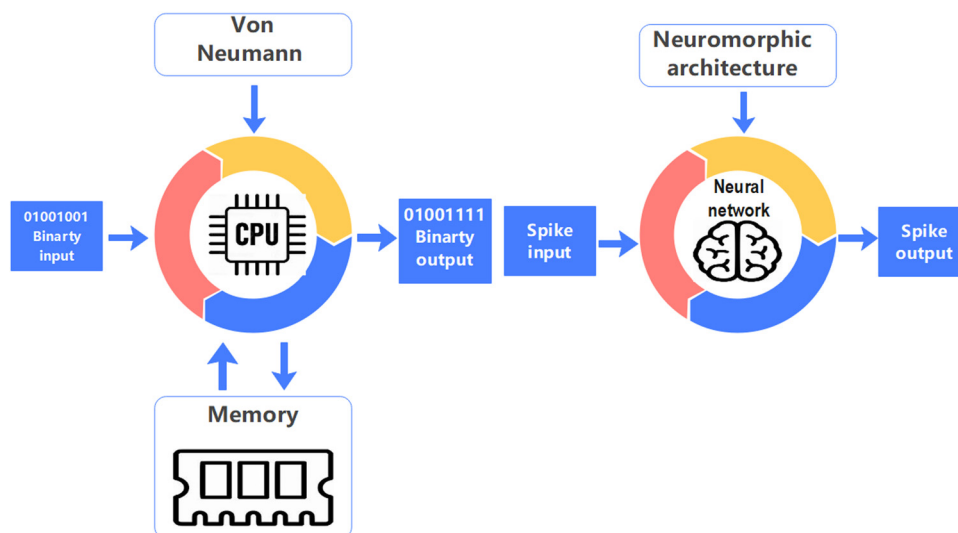 Von
Neumann
01001001
Binarty
input
CPU
01001111
Binarty
output
Memory
Neuromorphic
architecture
Spike
input
Neural
network
Spike
output